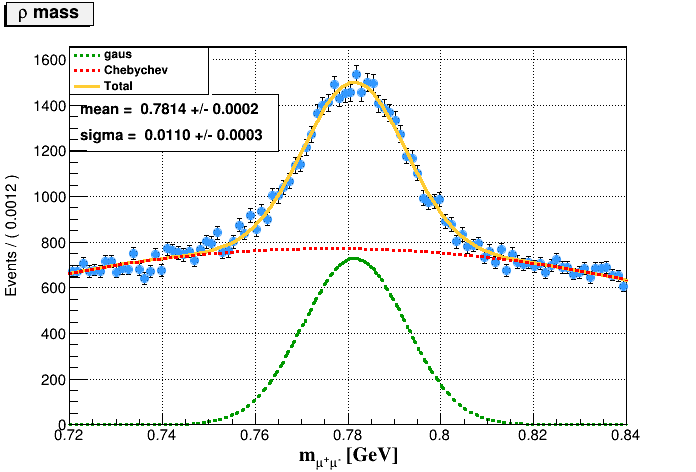 ρ mass
gaus
Chebychev
Total
mean = 0.7814 +/- 0.0002
sigma = 0.0110 +/- 0.0003
Events / ( 0.0012 )
1600
1400
1200
1000
800
600
400
200
0
0.72 0.74 0.76 0.78 0.8 0.82 0.84
m_μ⁺μ⁻ [GeV]